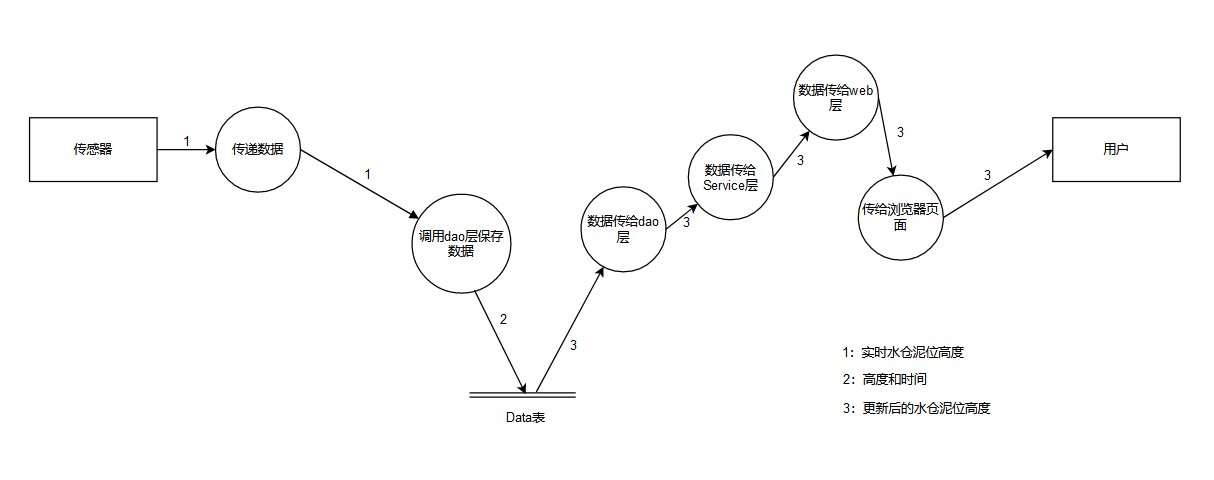 传感器
1
传递数据
1
调用dao层保存
数据
2
Data表
3
数据传给dao
层
3
数据传给
Service层
3
数据传给web
层
3
传给浏览器页
面
3
用户
1：实时水仓泥位高度
2：高度和时间
3：更新后的水仓泥位高度